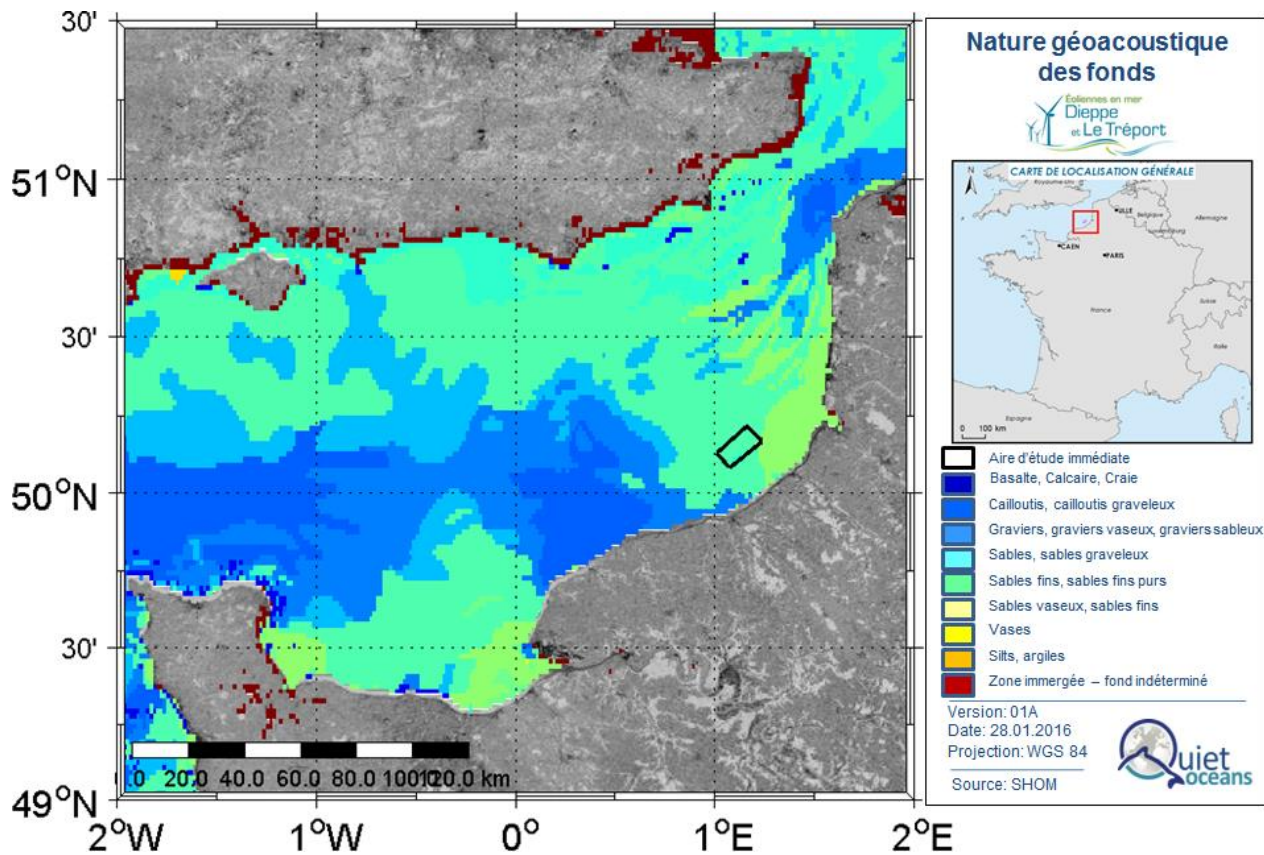 30'
51°N
30'
50°N
30'
49°N
2°W
1°W
0°
1°E
2°E
20.0 40.0 60.0 80.0 100.0 120.0 km
Nature géoacoustique
des fonds
Éoliennes en mer
Dieppe
et Le Tréport
CARTE DE LOCALISATION GÉNÉRALE
N
Royaume-Uni
LILLE
Belgique
Allemagne
Luxembourg
CAEN
PARIS
France
Suisse
Italie
Espagne
0 100 km
Aire d'étude immédiate
Basalte, Calcaire, Craie
Cailloutis, cailloutis graveleux
Graviers, graviers vaseux, graviers sableux
Sables, sables graveleux
Sables fins, sables fins purs
Sables vaseux, sables fins
Vases
Silts, argiles
Zone immergée – fond indéterminé
Version: 01A
Date: 28.01.2016
Projection: WGS 84
Source: SHOM
Quiet
oceans